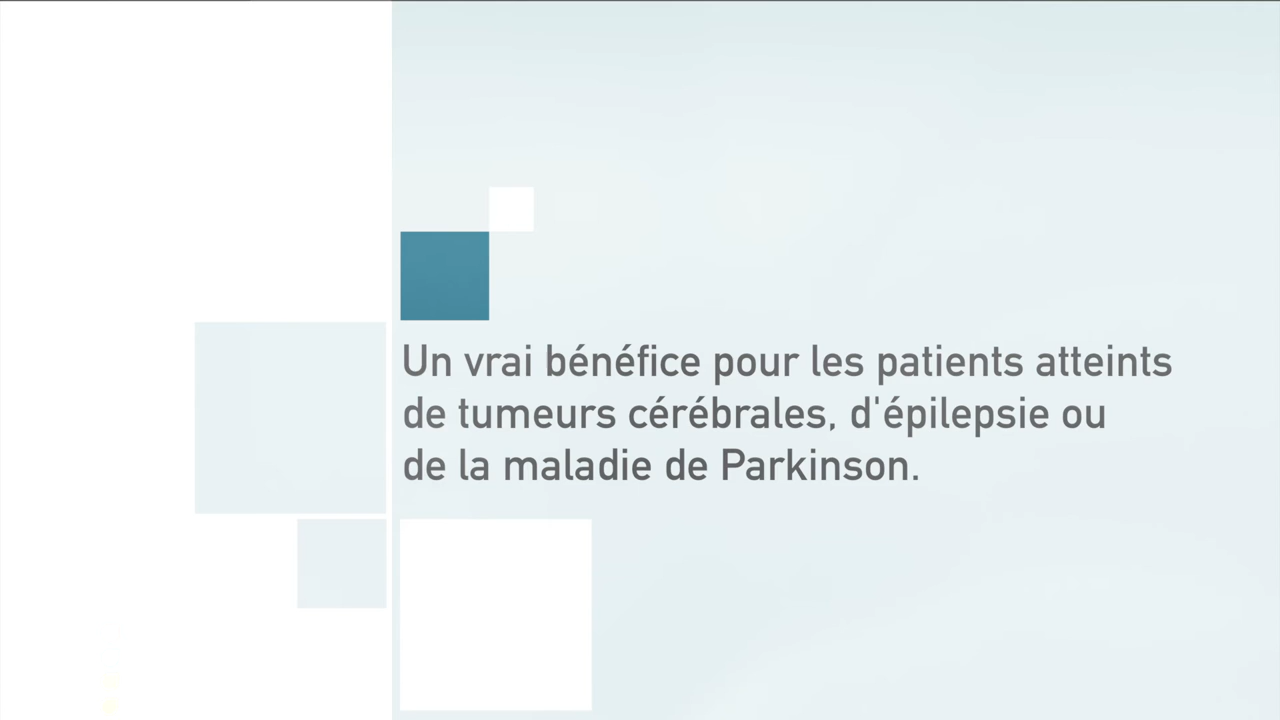 Un vrai bénéfice pour les patients atteints
de tumeurs cérébrales, d'épilepsie ou
de la maladie de Parkinson.